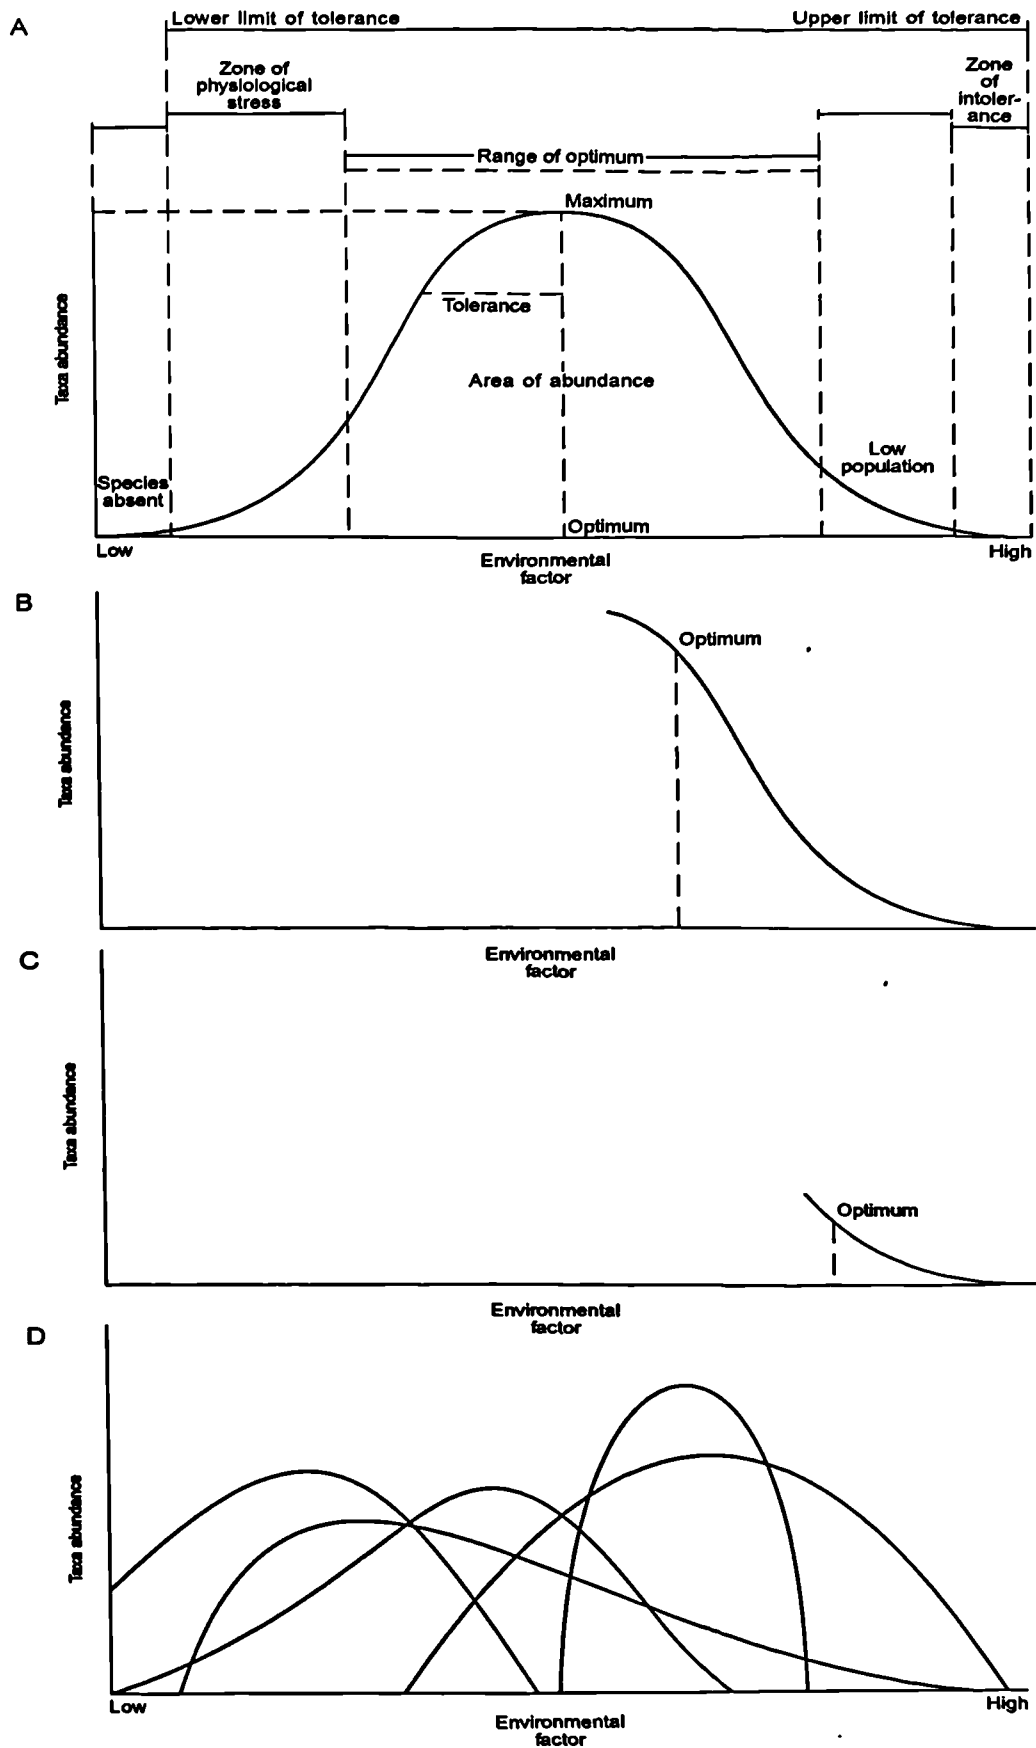 A
Lower limit of tolerance
Upper limit of tolerance
Zone of
physiological
stress
Zone
of
intoler-
ance
Range of optimum
Maximum
Tolerance
Area of abundance
Taxa abundance
Low
population
Species
absent
Optimum
Low
High
Environmental
factor
B
Optimum
Taxa abundance
Environmental
factor
C
Taxa abundance
Optimum
Environmental
factor
D
Taxa abundance
Low
High
Environmental
factor